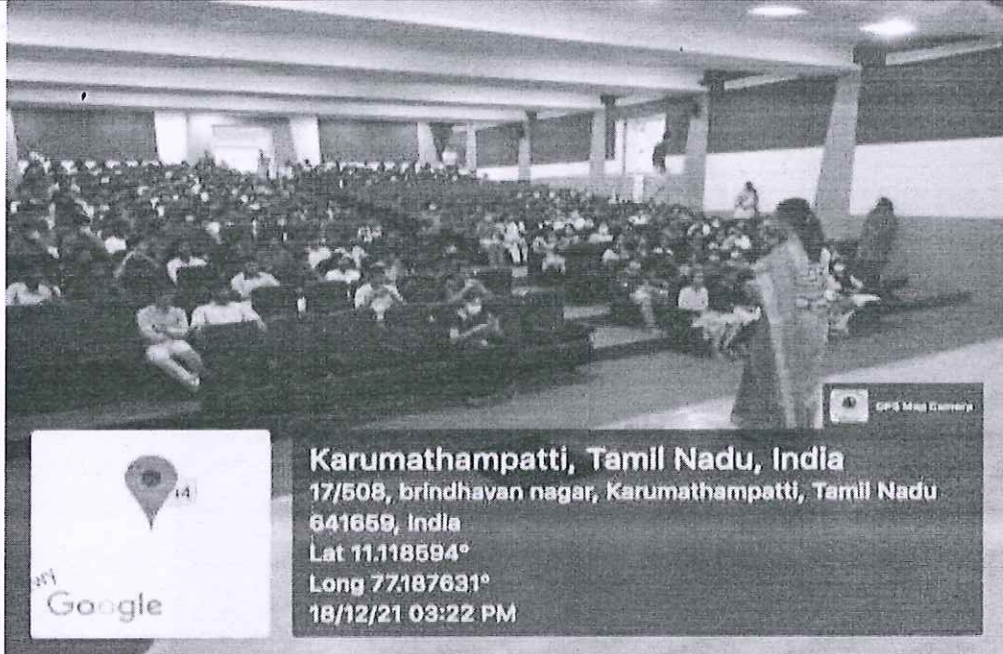 GPS Map Camera
Karumathampatti, Tamil Nadu, India
17/508, brindhavan nagar, Karumathampatti, Tamil Nadu
641659, India
Lat 11.118594°
Long 77.187631°
18/12/21 03:22 PM
Google